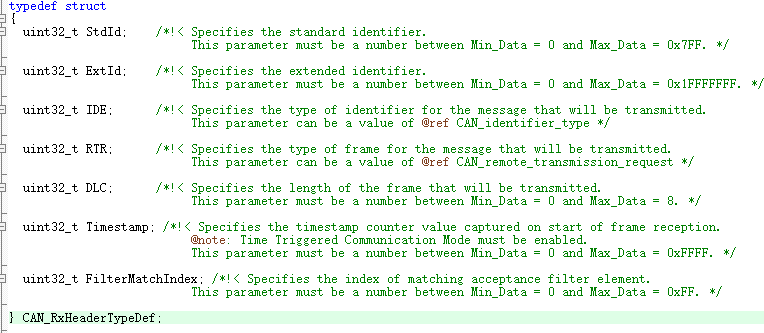 typedef struct
{
uint32_t StdId; /*!< Specifies the standard identifier.
This parameter must be a number between Min_Data = 0 and Max_Data = 0x7FF. */
uint32_t ExtId; /*!< Specifies the extended identifier.
This parameter must be a number between Min_Data = 0 and Max_Data = 0x1FFFFFFF. */
uint32_t IDE; /*!< Specifies the type of identifier for the message that will be transmitted.
This parameter can be a value of @ref CAN_identifier_type */
uint32_t RTR; /*!< Specifies the type of frame for the message that will be transmitted.
This parameter can be a value of @ref CAN_remote_transmission_request */
uint32_t DLC; /*!< Specifies the length of the frame that will be transmitted.
This parameter must be a number between Min_Data = 0 and Max_Data = 8. */
uint32_t Timestamp; /*!< Specifies the timestamp counter value captured on start of frame reception.
@note: Time Triggered Communication Mode must be enabled.
This parameter must be a number between Min_Data = 0 and Max_Data = 0xFFFF. */
uint32_t FilterMatchIndex; /*!< Specifies the index of matching acceptance filter element.
This parameter must be a number between Min_Data = 0 and Max_Data = 0xFF. */
} CAN_RxHeaderTypeDef;